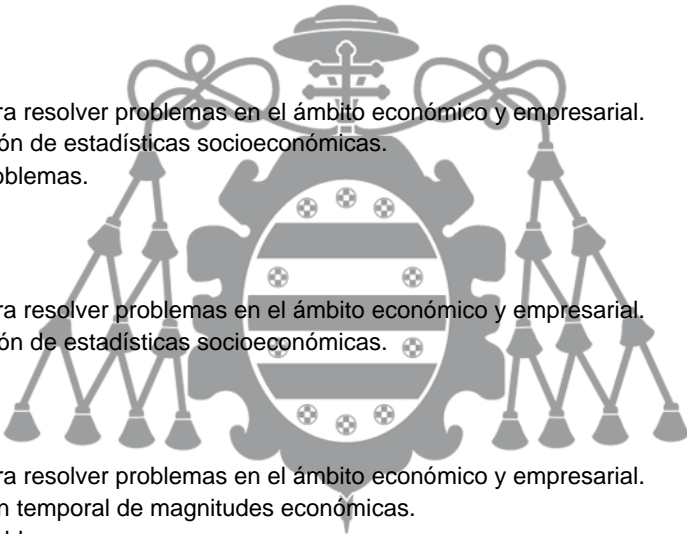 ra resolver problemas en el ámbito económico y empresarial.
ón de estadísticas socioeconómicas.
oblemas.
ra resolver problemas en el ámbito económico y empresarial.
ón de estadísticas socioeconómicas.
ra resolver problemas en el ámbito económico y empresarial.
n temporal de magnitudes económicas.